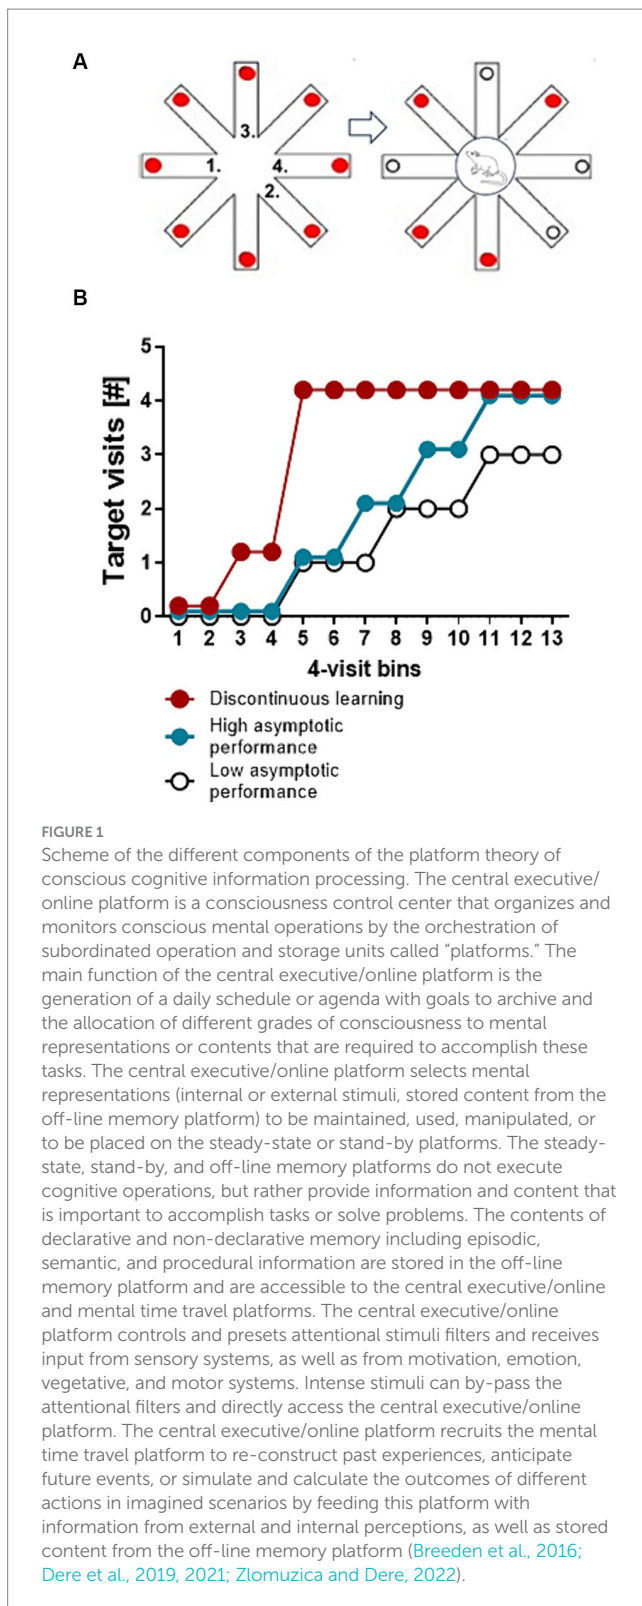 A
3.
1.
4.
2.
B
Target visits [#]
5
4
3
2
1
0
1 2 3 4 5 6 7 8 9 10 11 12 13
4-visit bins
Discontinuous learning
High asymptotic
performance
Low asymptotic
performance
FIGURE 1
Scheme of the different components of the platform theory of
conscious cognitive information processing. The central executive/
online platform is a consciousness control center that organizes and
monitors conscious mental operations by the orchestration of
subordinated operation and storage units called “platforms.” The
main function of the central executive/online platform is the
generation of a daily schedule or agenda with goals to archive and
the allocation of different grades of consciousness to mental
representations or contents that are required to accomplish these
tasks. The central executive/online platform selects mental
representations (internal or external stimuli, stored content from the
off-line memory platform) to be maintained, used, manipulated, or
to be placed on the steady-state or stand-by platforms. The steady-
state, stand-by, and off-line memory platforms do not execute
cognitive operations, but rather provide information and content that
is important to accomplish tasks or solve problems. The contents of
declarative and non-declarative memory including episodic,
semantic, and procedural information are stored in the off-line
memory platform and are accessible to the central executive/online
and mental time travel platforms. The central executive/online
platform controls and presets attentional stimuli filters and receives
input from sensory systems, as well as from motivation, emotion,
vegetative, and motor systems. Intense stimuli can by-pass the
attentional filters and directly access the central executive/online
platform. The central executive/online platform recruits the mental
time travel platform to re-construct past experiences, anticipate
future events, or simulate and calculate the outcomes of different
actions in imagined scenarios by feeding this platform with
information from external and internal perceptions, as well as stored
content from the off-line memory platform (Breeden et al., 2016;
Dere et al., 2019, 2021; Zlomuzica and Dere, 2022).